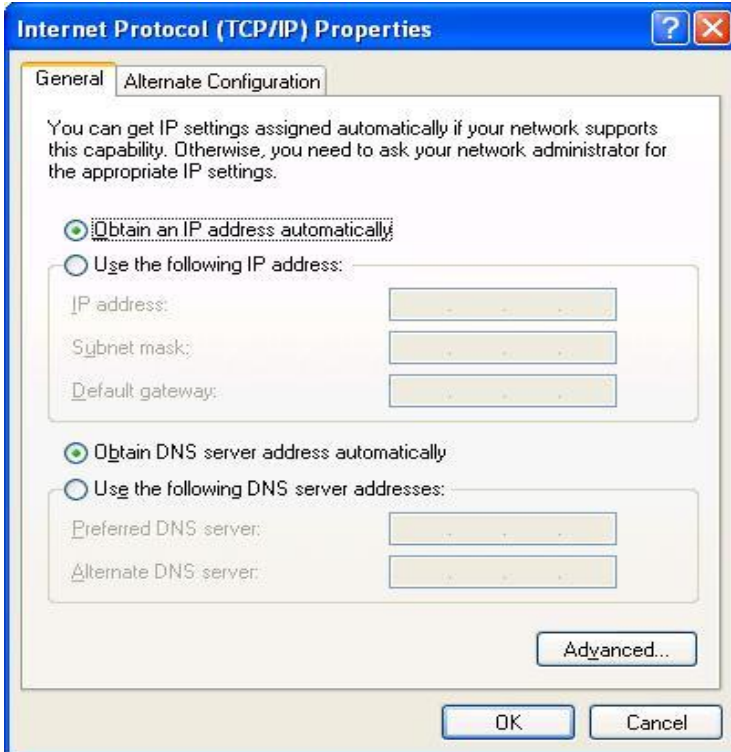 Internet Protocol (TCP/IP) Properties
General
Alternate Configuration
You can get IP settings assigned automatically if your network supports
this capability. Otherwise, you need to ask your network administrator for
the appropriate IP settings.
Obtain an IP address automatically
Use the following IP address:
IP address:
Subnet mask:
Default gateway:
Obtain DNS server address automatically
Use the following DNS server addresses:
Preferred DNS server:
Alternate DNS server:
Advanced...
OK
Cancel